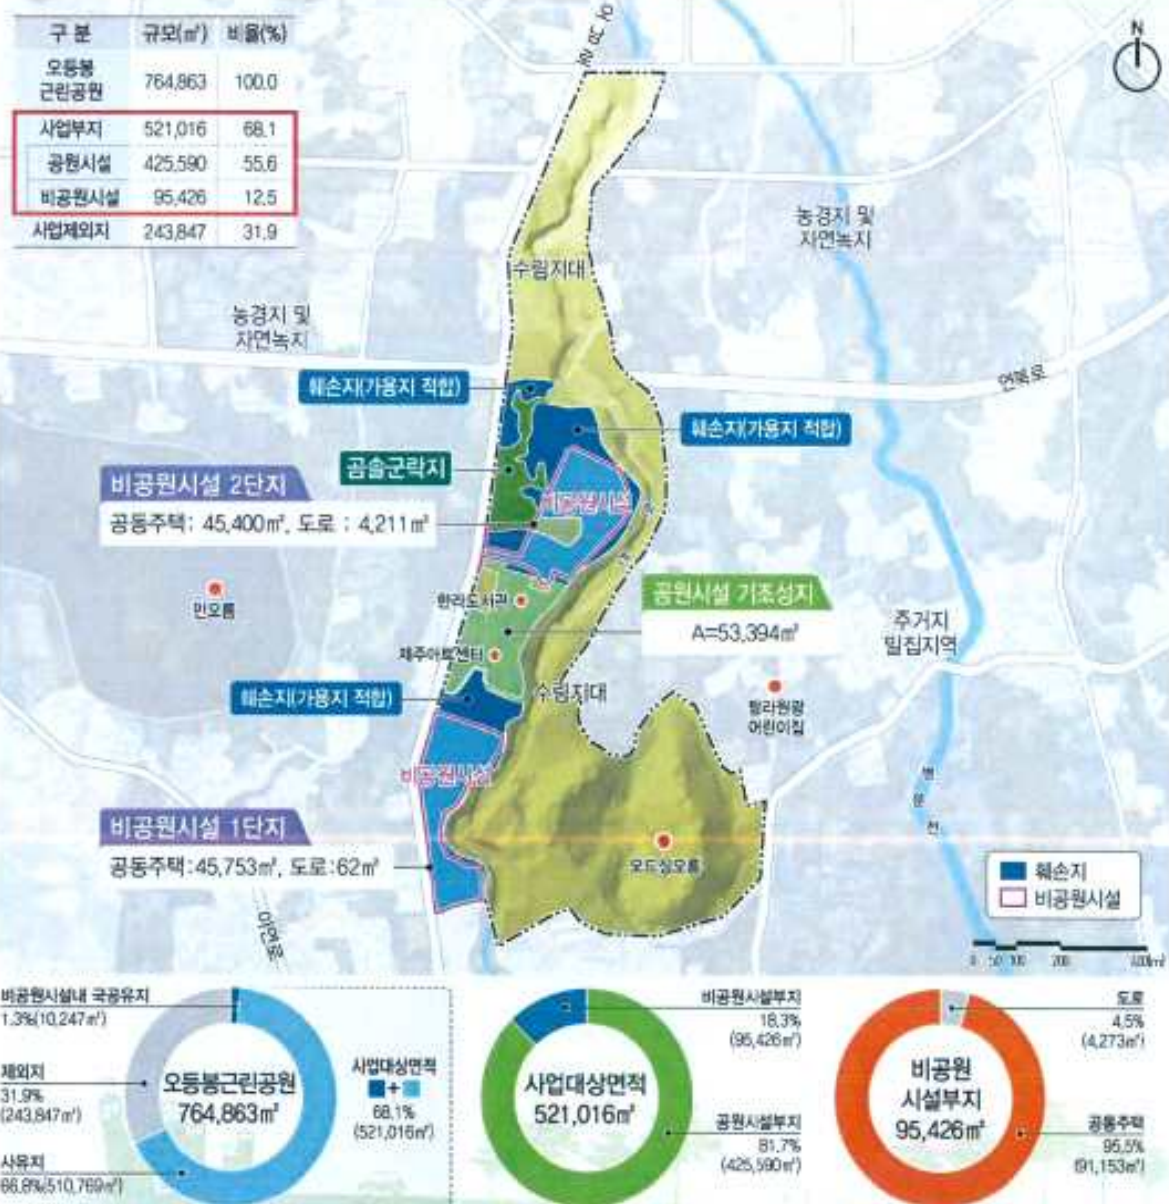 구 분 규모(㎡) 비율(%)
오등봉
근린공원 764,863 100.0
사업부지 521,016 68.1
공원시설 425,590 55.6
비공원시설 95,426 12.5
사업제외지 243,847 31.9
N
농경지 및
자연녹지
수림지대
농경지 및
자연녹지
연북로
훼손지(가용지 적합)
훼손지(가용지 적합)
곰솔군락지
비공원시설 2단지
공동주택: 45,400㎡, 도로 : 4,211㎡
비공원시설
민오름
한라도서관
공원시설 기조성지
A=53,394㎡
제주아트센터
주거지
밀집지역
훼손지(가용지 적합)
수림지대
탐라원광
어린이집
비공원시설
병문천
비공원시설 1단지
공동주택:45,753㎡, 도로:62㎡
오드싱오름
훼손지
비공원시설
아연로
0 50 100 200 400㎡
비공원시설내 국공유지
1.3%(10,247㎡)
제외지
31.9%
(243,847㎡)
사유지
66.8%(510,769㎡)
오등봉근린공원
764,863㎡
사업대상면적
+
68.1%
(521,016㎡)
사업대상면적
521,016㎡
비공원시설부지
18.3%
(95,426㎡)
공원시설부지
81.7%
(425,590㎡)
비공원
시설부지
95,426㎡
도로
4.5%
(4,273㎡)
공동주택
95.5%
(91,153㎡)